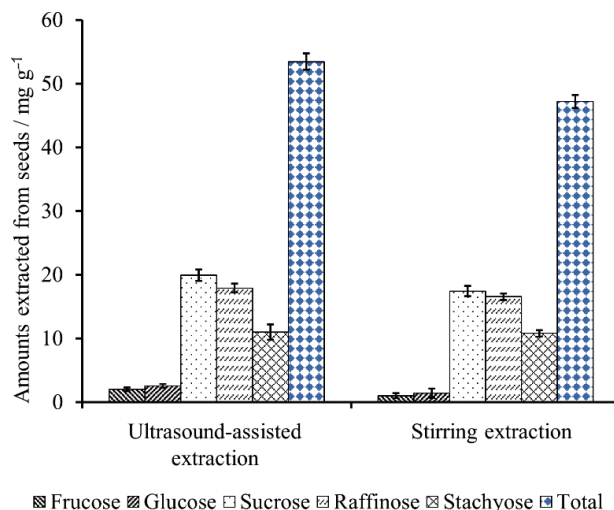 Amounts extracted from seeds / mg g⁻¹
60
50
40
30
20
10
0
Ultrasound-assisted
extraction
Stirring extraction
Frucose Glucose Sucrose Raffinose Stachyose Total